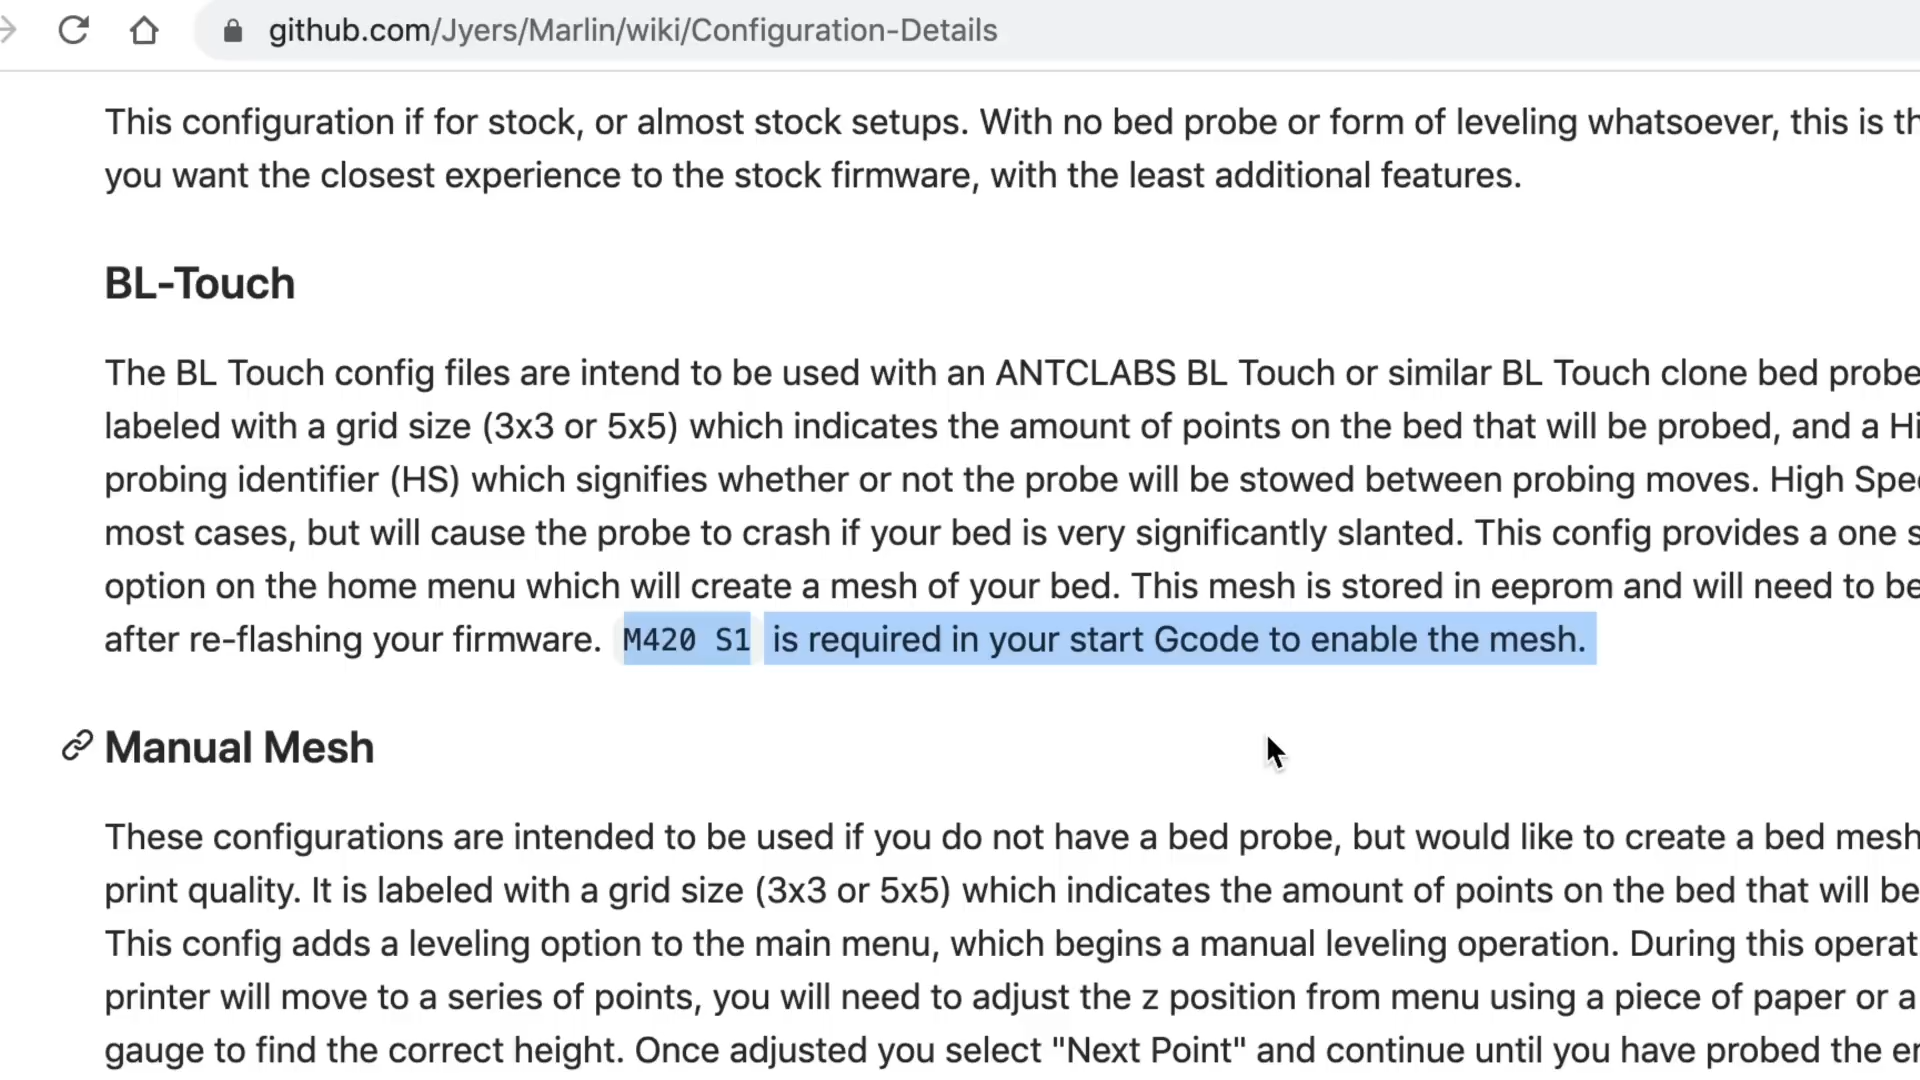 github.com/Jyers/Marlin/wiki/Configuration-Details
This configuration if for stock, or almost stock setups. With no bed probe or form of leveling whatsoever, this is th
you want the closest experience to the stock firmware, with the least additional features.
BL-Touch
The BL Touch config files are intend to be used with an ANTCLABS BL Touch or similar BL Touch clone bed probe
labeled with a grid size (3x3 or 5x5) which indicates the amount of points on the bed that will be probed, and a Hi
probing identifier (HS) which signifies whether or not the probe will be stowed between probing moves. High Spee
most cases, but will cause the probe to crash if your bed is very significantly slanted. This config provides a one s
option on the home menu which will create a mesh of your bed. This mesh is stored in eeprom and will need to be
after re-flashing your firmware. M420 S1 is required in your start Gcode to enable the mesh.
Manual Mesh
These configurations are intended to be used if you do not have a bed probe, but would like to create a bed mesh
print quality. It is labeled with a grid size (3x3 or 5x5) which indicates the amount of points on the bed that will be
This config adds a leveling option to the main menu, which begins a manual leveling operation. During this operat
printer will move to a series of points, you will need to adjust the z position from menu using a piece of paper or a
gauge to find the correct height. Once adjusted you select "Next Point" and continue until you have probed the en